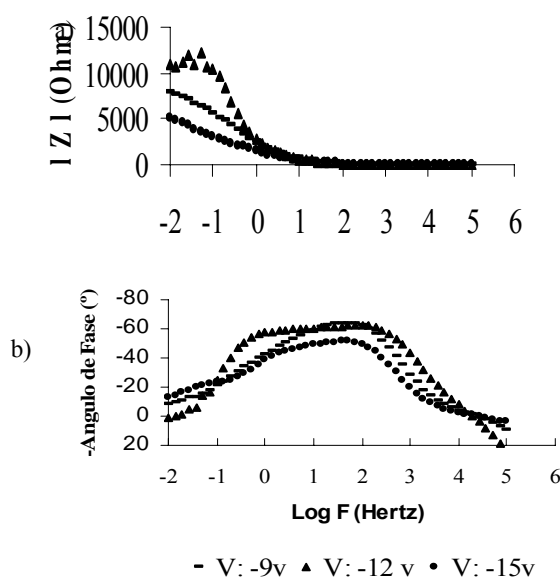 l Z l (Ohm)
15000
10000
5000
0
-2 -1 0 1 2 3 4 5 6
b)
-Angulo de Fase (º)
-80
-60
-40
-20
0
20
-2 -1 0 1 2 3 4 5 6
Log F (Hertz)
V: -9v V: -12 v V: -15v